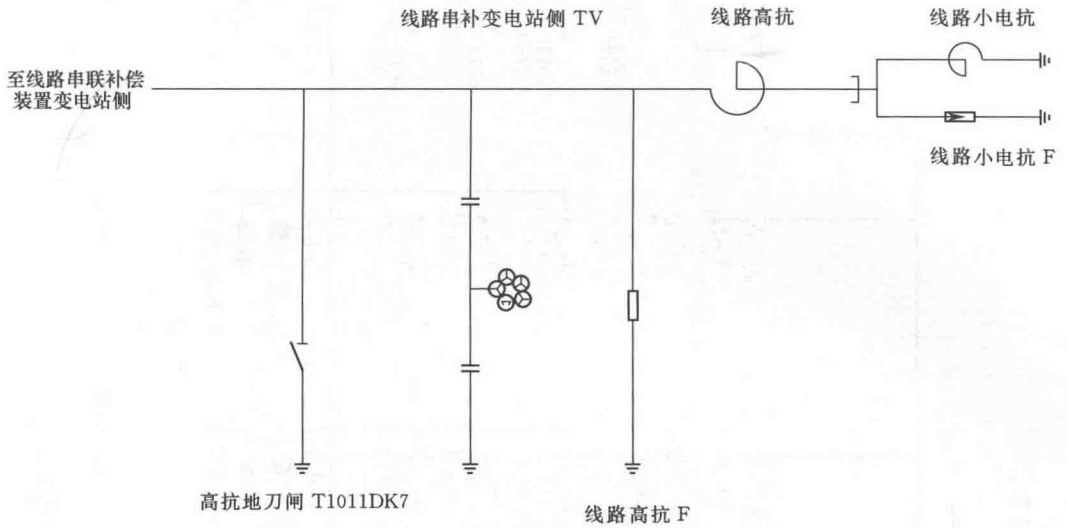 线路串补变电站侧 TV
线路高抗
线路小电抗
至线路串联补偿
装置变电站侧
线路小电抗 F
高抗地刀闸 T1011DK7
线路高抗 F